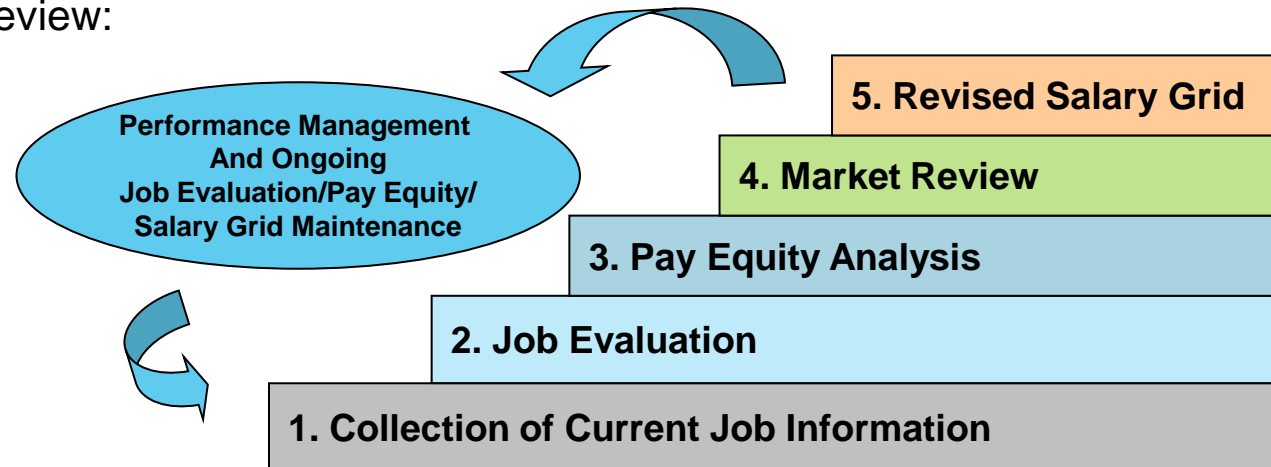 eview:
Performance Management
And Ongoing
Job Evaluation/Pay Equity/
Salary Grid Maintenance
5. Revised Salary Grid
4. Market Review
3. Pay Equity Analysis
2. Job Evaluation
1. Collection of Current Job Information